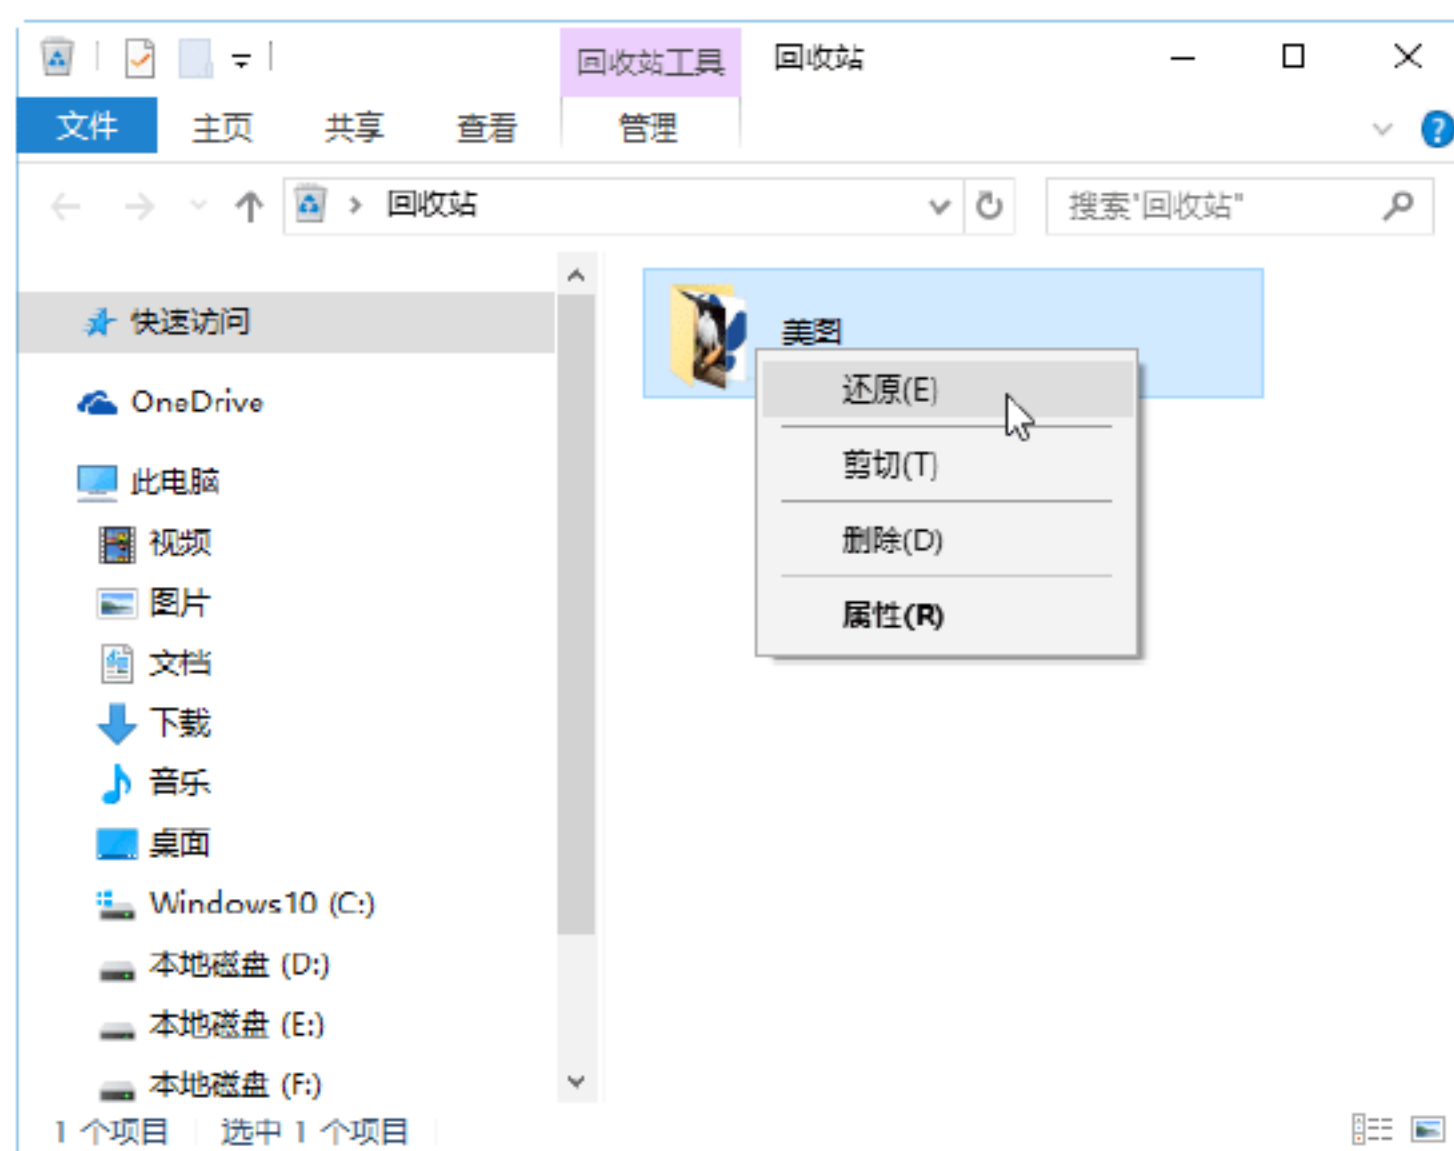 回收站工具 回收站
文件 主页 共享 查看 管理
回收站 搜索"回收站"
快速访问
OneDrive
此电脑
视频
图片
文档
下载
音乐
桌面
Windows10 (C:)
本地磁盘 (D:)
本地磁盘 (E:)
本地磁盘 (F:)
美图
还原(E)
剪切(T)
删除(D)
属性(R)
1 个项目 选中 1 个项目